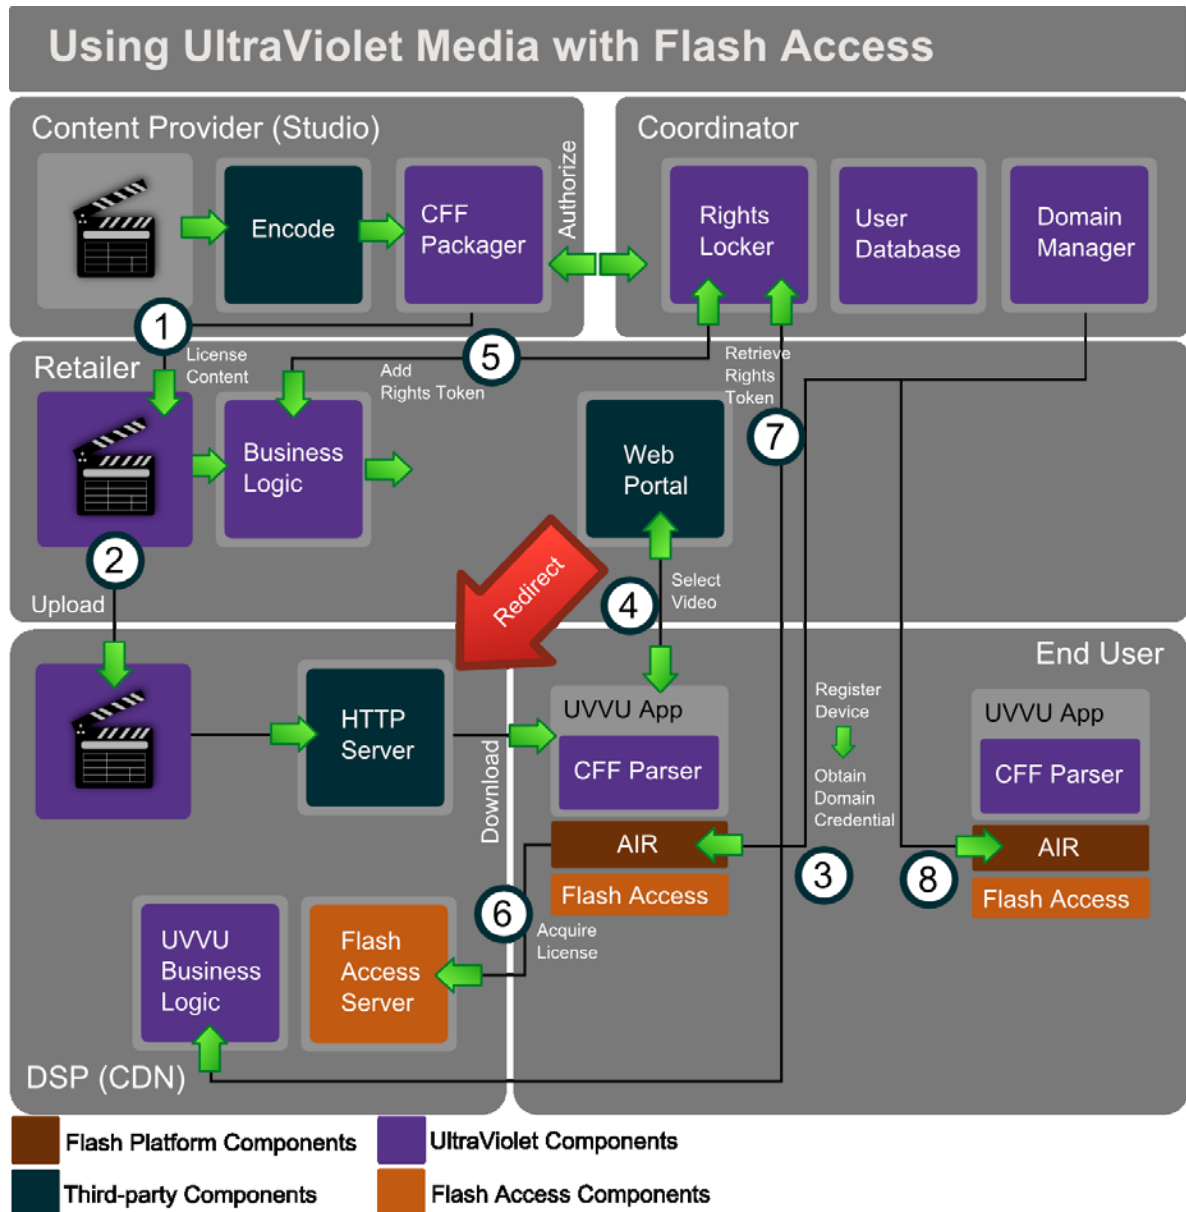 Using UltraViolet Media with Flash Access
Content Provider (Studio)
Encode
CFF
Packager
Authorize
Coordinator
Rights
Locker
User
Database
Domain
Manager
1
License
Content
Retailer
5
Add
Rights Token
Retrieve
Rights
Token
7
Business
Logic
Web
Portal
2
Upload
Redirect
4
Select
Video
End User
HTTP
Server
Download
UVVU App
CFF Parser
AIR
Flash Access
Register
Device
Obtain
Domain
Credential
3
8
UVVU App
CFF Parser
AIR
Flash Access
6
Acquire
License
UVVU
Business
Logic
Flash
Access
Server
DSP (CDN)
Flash Platform Components
UltraViolet Components
Third-party Components
Flash Access Components